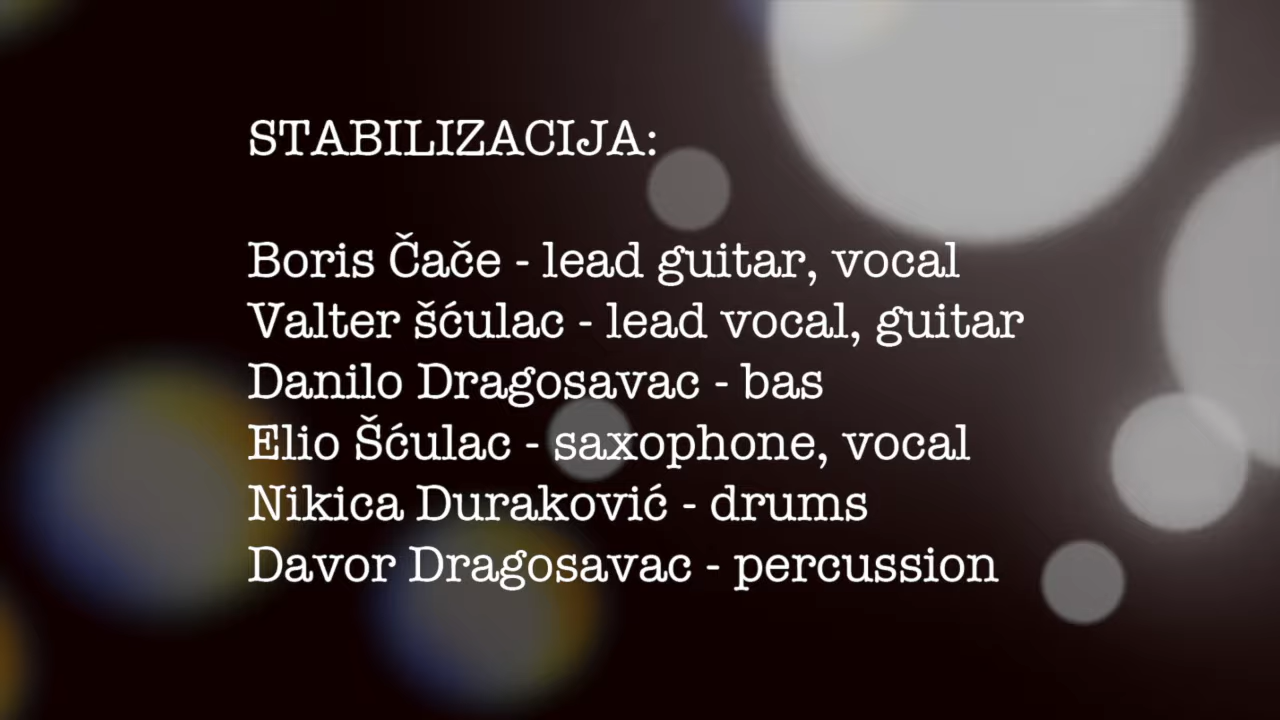 STABILIZACIJA:
Boris Čače - lead guitar, vocal
Valter šćulac - lead vocal, guitar
Danilo Dragosavac - bas
Elio Šćulac - saxophone, vocal
Nikica Duraković - drums
Davor Dragosavac - percussion